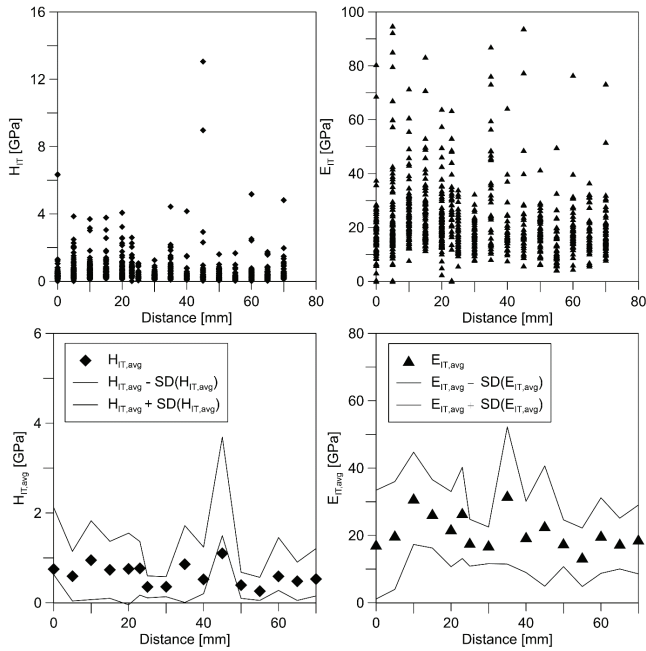 16
12
8
4
0
H_IT [GPa]
0 20 40 60 80
Distance [mm]
100
80
60
40
20
0
E_IT [GPa]
0 20 40 60 80
Distance [mm]
6
4
2
0
H_IT,avg [GPa]
H_IT,avg
H_IT,avg - SD(H_IT,avg)
H_IT,avg + SD(H_IT,avg)
0 20 40 60
Distance [mm]
80
60
40
20
0
E_IT,avg [GPa]
E_IT,avg
E_IT,avg - SD(E_IT,avg)
E_IT,avg + SD(E_IT,avg)
0 20 40 60
Distance [mm]